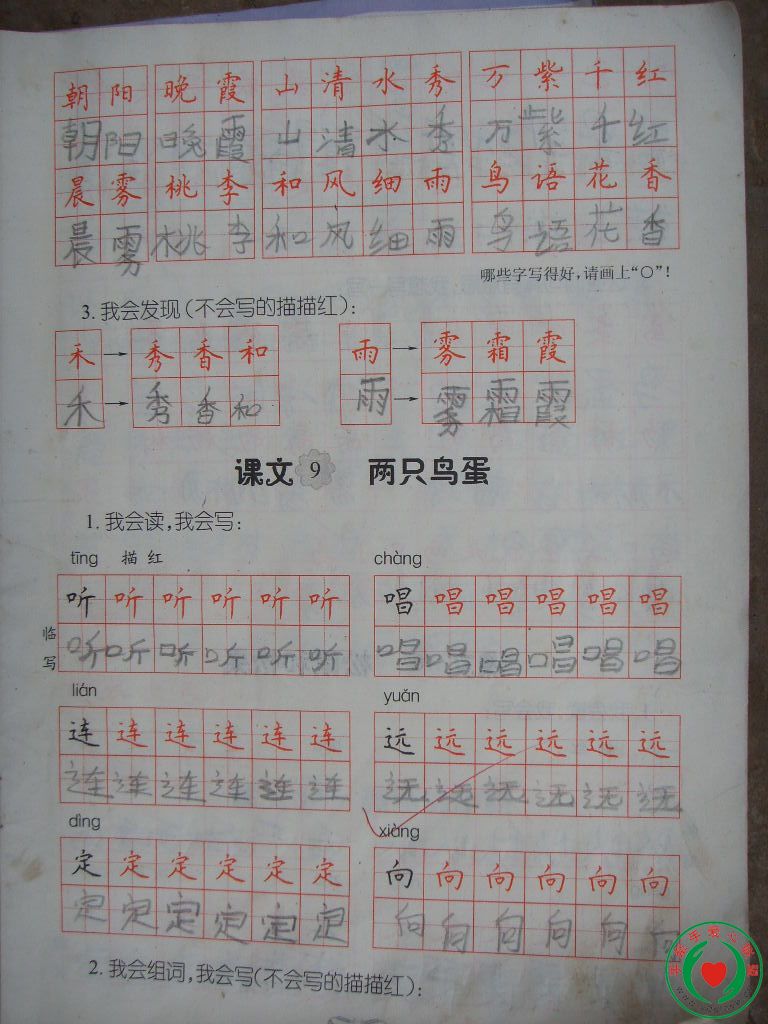 朝阳 晚霞 山清水秀 万紫千红
朝阳 晚霞 山清水秀 万紫千红
晨雾 桃李 和风细雨 鸟语花香
晨雾 桃李 和风细雨 鸟语花香
哪些字写得好,请画上“○”!
3. 我会发现(不会写的描描红):
禾→秀香和 雨→雾霜霞
禾→秀香和 雨→雾霜霞
课文 9 两只鸟蛋
1. 我会读,我会写:
tīng 描红 chàng
听听听听听听 唱唱唱唱唱唱
临写 听听听听听听 唱唱唱唱唱唱
lián yuǎn
连连连连连连 远远远远远远
连连连连连连 远远远远远远
dìng xiàng
定定定定定定 向向向向向向
定定定定定定 向向向向向向
2. 我会组词,我会写(不会写的描描红):